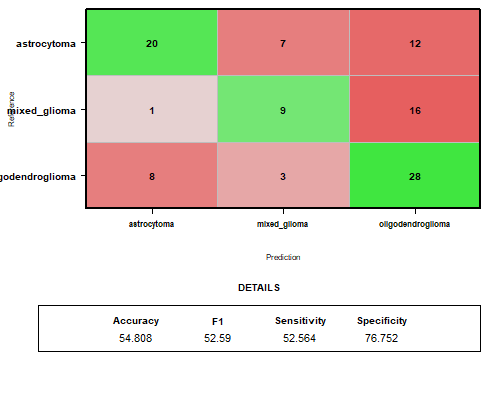 astrocytoma 20 7 12
mixed_glioma 1 9 16
godendroglioma 8 3 28
Reference
astrocytoma mixed_glioma oligodendroglioma
Prediction
DETAILS
Accuracy F1 Sensitivity Specificity
54.808 52.59 52.564 76.752